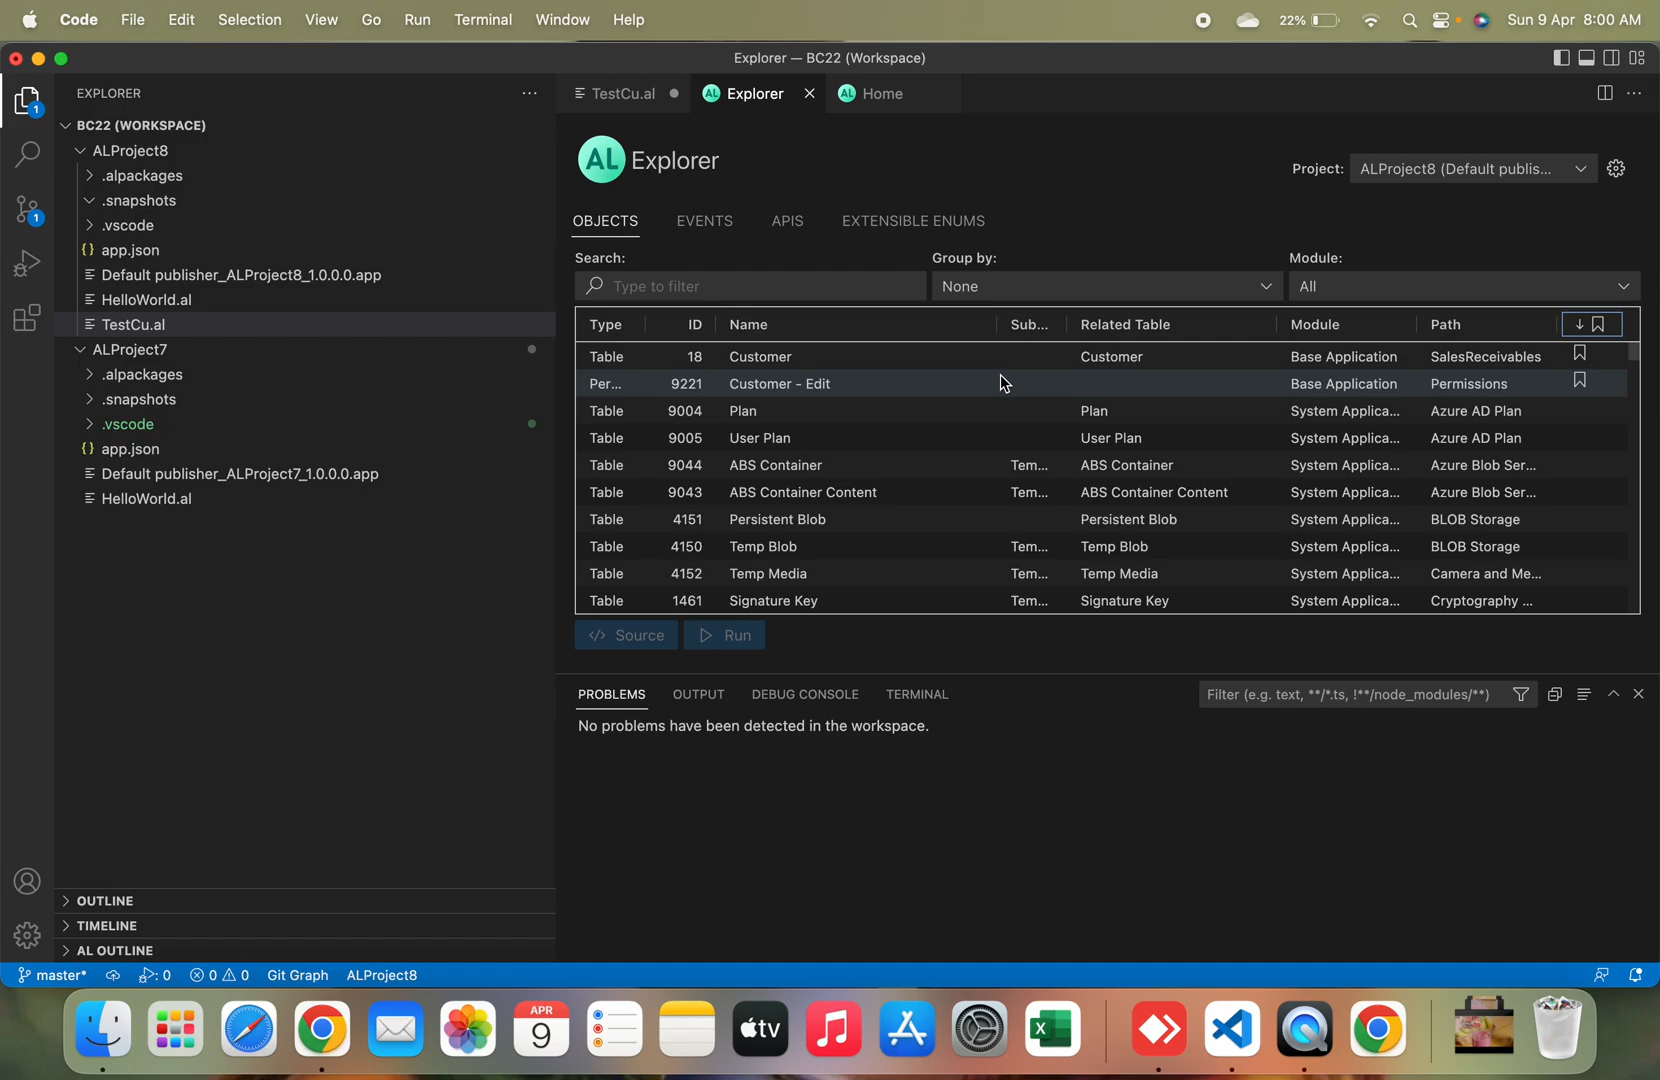 Code File Edit Selection View Go Run Terminal Window Help 22% Sun 9 Apr 8:00 AM
Explorer — BC22 (Workspace)
EXPLORER
TestCu.al AL Explorer AL Home
BC22 (WORKSPACE)
ALProject8
.alpackages
.snapshots
.vscode
{} app.json
Default publisher_ALProject8_1.0.0.0.app
HelloWorld.al
TestCu.al
ALProject7
.alpackages
.snapshots
.vscode
{} app.json
Default publisher_ALProject7_1.0.0.0.app
HelloWorld.al
OUTLINE
TIMELINE
AL OUTLINE
1
1
AL Explorer
Project: ALProject8 (Default publis...
OBJECTS EVENTS APIS EXTENSIBLE ENUMS
Search: Group by: Module:
Type to filter None All
Type ID Name Sub... Related Table Module Path
Table 18 Customer Customer Base Application SalesReceivables
Per... 9221 Customer - Edit Base Application Permissions
Table 9004 Plan Plan System Applica... Azure AD Plan
Table 9005 User Plan User Plan System Applica... Azure AD Plan
Table 9044 ABS Container Tem... ABS Container System Applica... Azure Blob Ser...
Table 9043 ABS Container Content Tem... ABS Container Content System Applica... Azure Blob Ser...
Table 4151 Persistent Blob Persistent Blob System Applica... BLOB Storage
Table 4150 Temp Blob Tem... Temp Blob System Applica... BLOB Storage
Table 4152 Temp Media Tem... Temp Media System Applica... Camera and Me...
Table 1461 Signature Key Tem... Signature Key System Applica... Cryptography ...
</> Source Run
PROBLEMS OUTPUT DEBUG CONSOLE TERMINAL Filter (e.g. text, **/*.ts, !**/node_modules/**)
No problems have been detected in the workspace.
master* 0 0 0 Git Graph ALProject8
APR
9
tv
X